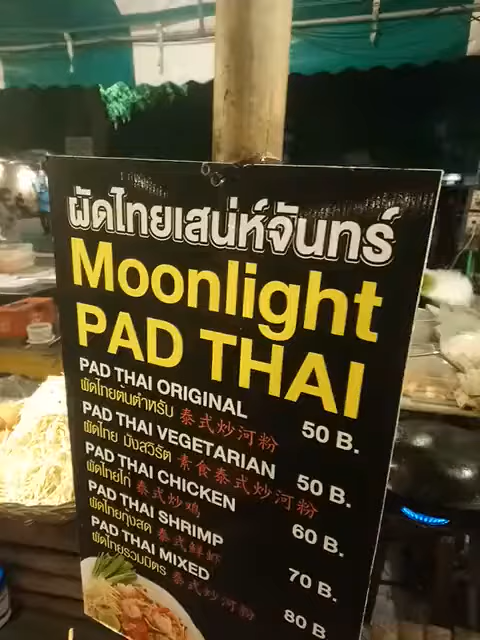 ผัดไทยเสน่ห์จันทร์
Moonlight
PAD THAI
PAD THAI ORIGINAL
ผัดไทยต้นตำหรับ 泰式炒河粉 50 B.
PAD THAI VEGETARIAN
ผัดไทย มังสวิรัต 素食泰式炒河粉 50 B.
PAD THAI CHICKEN
ผัดไทยไก่ 泰式炒鸡 60 B.
PAD THAI SHRIMP
ผัดไทยกุ้งสด 泰式鲜虾 70 B.
PAD THAI MIXED
ผัดไทยรวมมิตร 泰式炒河粉 80 B.